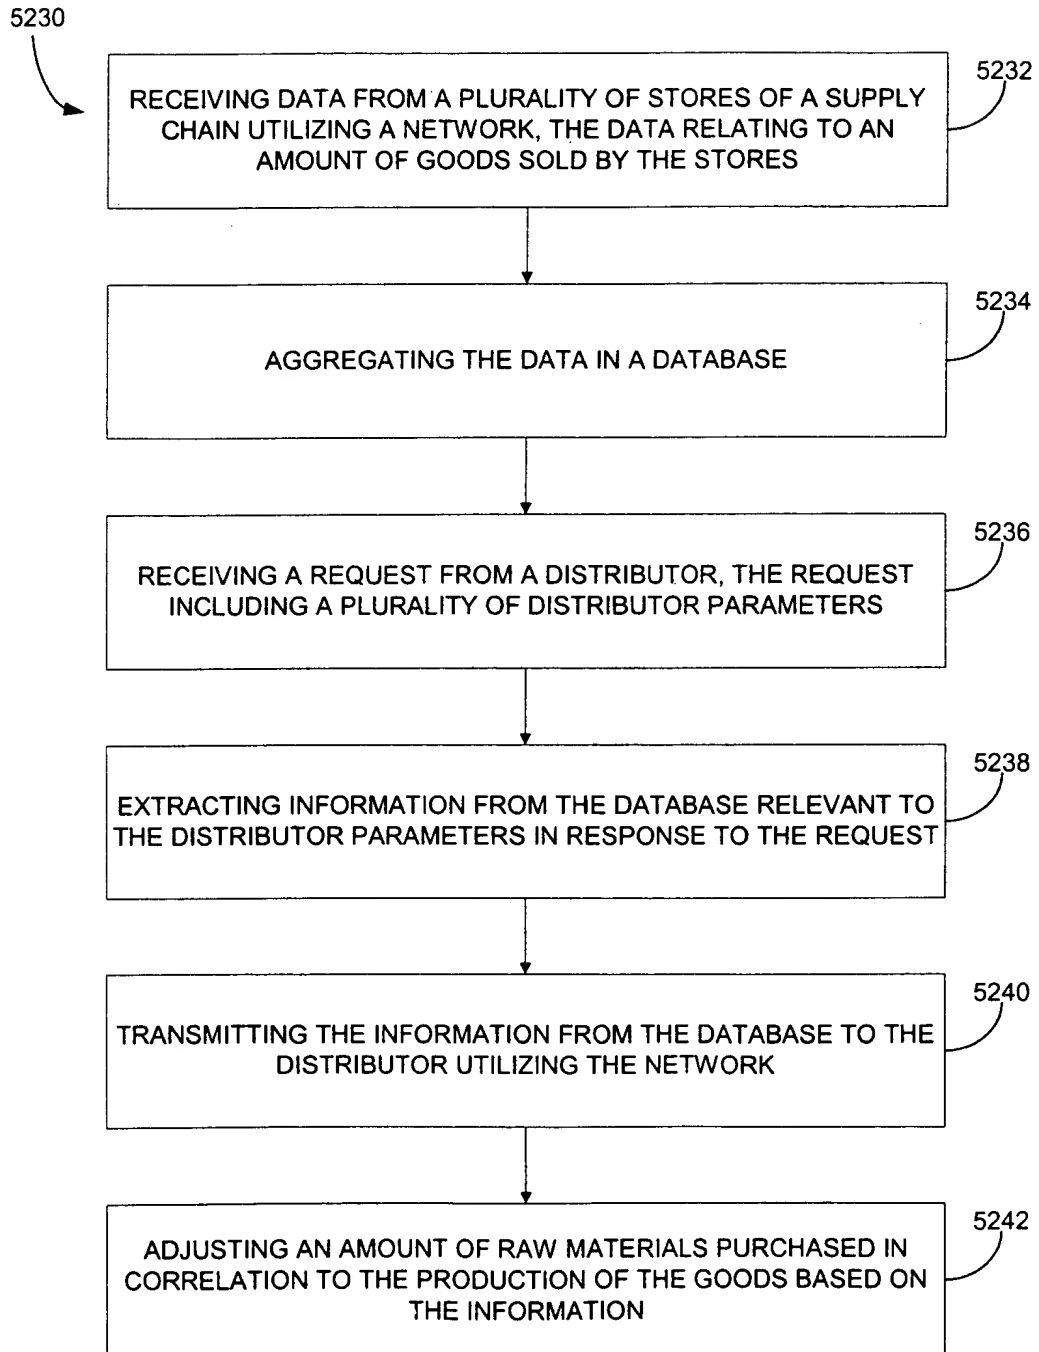 5230
5232
RECEIVING DATA FROM A PLURALITY OF STORES OF A SUPPLY
CHAIN UTILIZING A NETWORK, THE DATA RELATING TO AN
AMOUNT OF GOODS SOLD BY THE STORES
5234
AGGREGATING THE DATA IN A DATABASE
5236
RECEIVING A REQUEST FROM A DISTRIBUTOR, THE REQUEST
INCLUDING A PLURALITY OF DISTRIBUTOR PARAMETERS
5238
EXTRACTING INFORMATION FROM THE DATABASE RELEVANT TO
THE DISTRIBUTOR PARAMETERS IN RESPONSE TO THE REQUEST
5240
TRANSMITTING THE INFORMATION FROM THE DATABASE TO THE
DISTRIBUTOR UTILIZING THE NETWORK
5242
ADJUSTING AN AMOUNT OF RAW MATERIALS PURCHASED IN
CORRELATION TO THE PRODUCTION OF THE GOODS BASED ON
THE INFORMATION